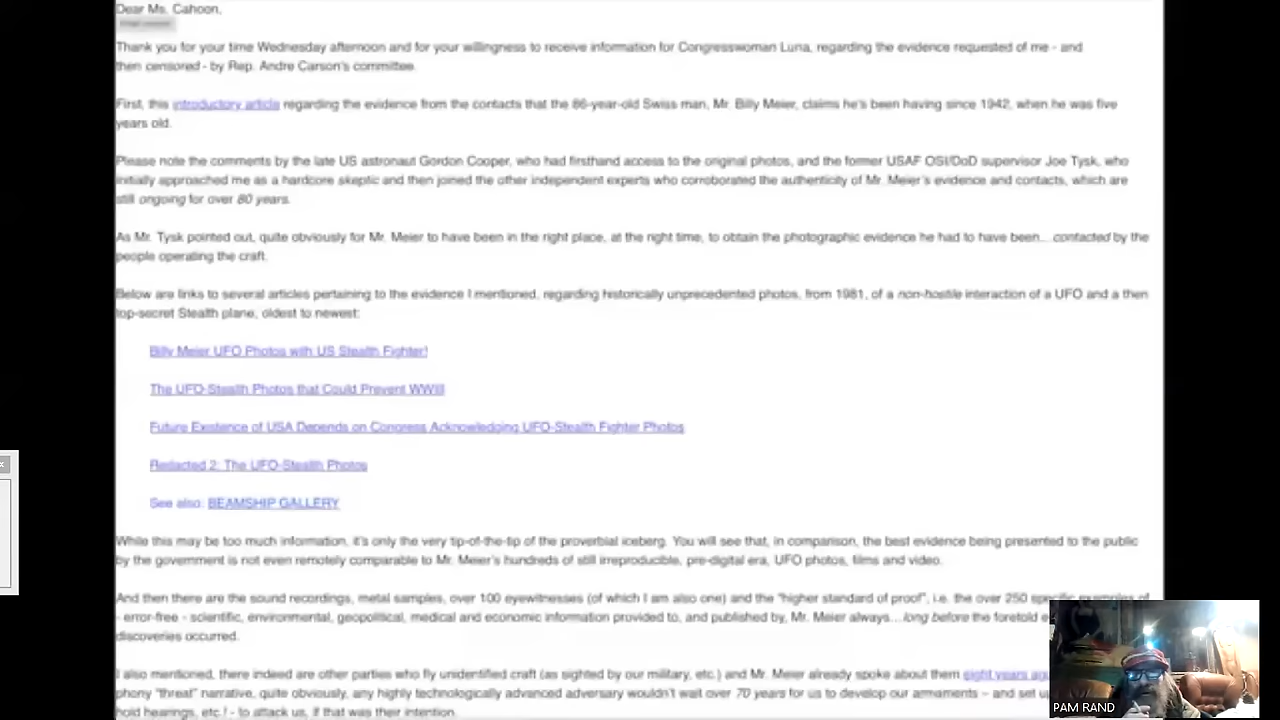 Dear Ms. Cahoon,
Thank you for your time Wednesday afternoon and for your willingness to receive information for Congresswoman Luna, regarding the evidence requested of me - and
then censored - by Rep. Andre Carson's committee.
First, this introductory article regarding the evidence from the contacts that the 86-year-old Swiss man, Mr. Billy Meier, claims he's been having since 1942, when he was five
years old.
Please note the comments by the late US astronaut Gordon Cooper, who had firsthand access to the original photos, and the former USAF OSI/DoD supervisor Joe Tysk, who
initially approached me as a hardcore skeptic and then joined the other independent experts who corroborated the authenticity of Mr. Meier's evidence and contacts, which are
still ongoing for over 80 years.
As Mr. Tysk pointed out, quite obviously for Mr. Meier to have been in the right place, at the right time, to obtain the photographic evidence he had to have been... contacted by the
people operating the craft.
Below are links to several articles pertaining to the evidence I mentioned, regarding historically unprecedented photos, from 1981, of a non-hostile interaction of a UFO and a then
top-secret Stealth plane, oldest to newest:
Billy Meier UFO Photos with US Stealth Fighter!
The UFO-Stealth Photos that Could Prevent WWIII
Future Existence of USA Depends on Congress Acknowledging UFO-Stealth Fighter Photos
Redacted 2: The UFO-Stealth Photos
See also: BEAMSHIP GALLERY
While this may be too much information, it's only the very tip-of-the-tip of the proverbial iceberg. You will see that, in comparison, the best evidence being presented to the public
by the government is not even remotely comparable to Mr. Meier's hundreds of still irreproducible, pre-digital era, UFO photos, films and video.
And then there are the sound recordings, metal samples, over 100 eyewitnesses (of which I am also one) and the "higher standard of proof", i.e. the over 250 specific examples of
- error-free - scientific, environmental, geopolitical, medical and economic information provided to, and published by, Mr. Meier always...long before the foretold
discoveries occurred.
I also mentioned, there indeed are other parties who fly unidentified craft (as sighted by our military, etc.) and Mr. Meier already spoke about them eight years
phony "threat" narrative, quite obviously, any highly technologically advanced adversary wouldn't wait over 70 years for us to develop our armaments – and set
hold hearings, etc.! - to attack us, if that was their intention.
PAM RAND